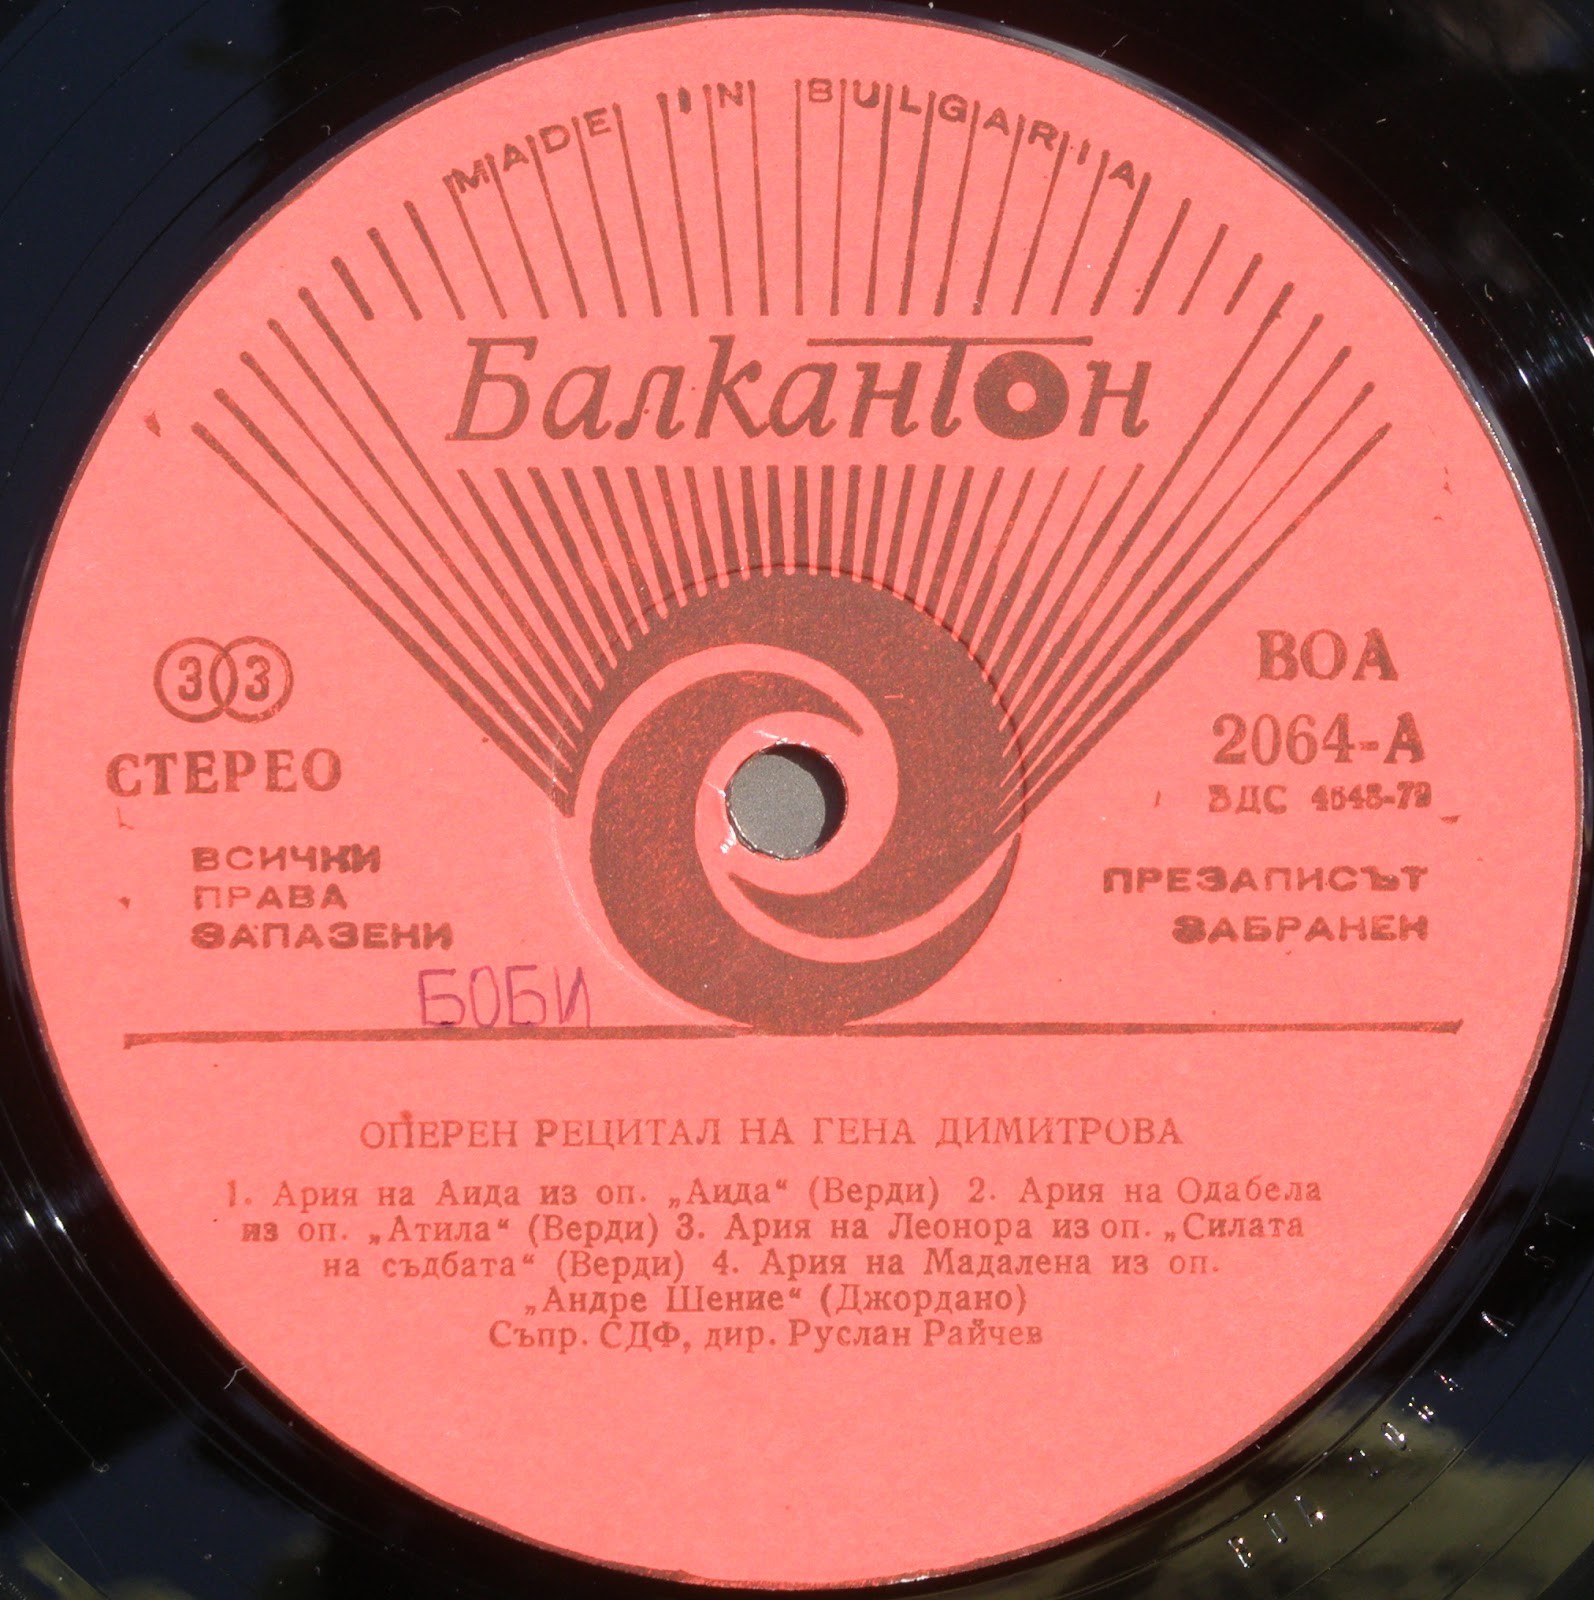 MADE IN BULGARIA
Балкантон
33
СТЕРЕО
ВСИЧКИ
ПРАВА
ЗАПАЗЕНИ
БОБИ
ВОА
2064-А
БДС
ПРЕЗАПИСЪТ
ЗАБРАНЕН
ОПЕРЕН РЕЦИТАЛ НА ГЕНА ДИМИТРОВА
1. Ария на Аида из оп. „Аида“ (Верди) 2. Ария на Одабела
из оп. „Атила“ (Верди) 3. Ария на Леонора из оп. „Силата
на съдбата“ (Верди) 4. Ария на Мадалена из оп.
„Андре Шение“ (Джордано)
Съпр. СДФ, дир. Руслан Райчев